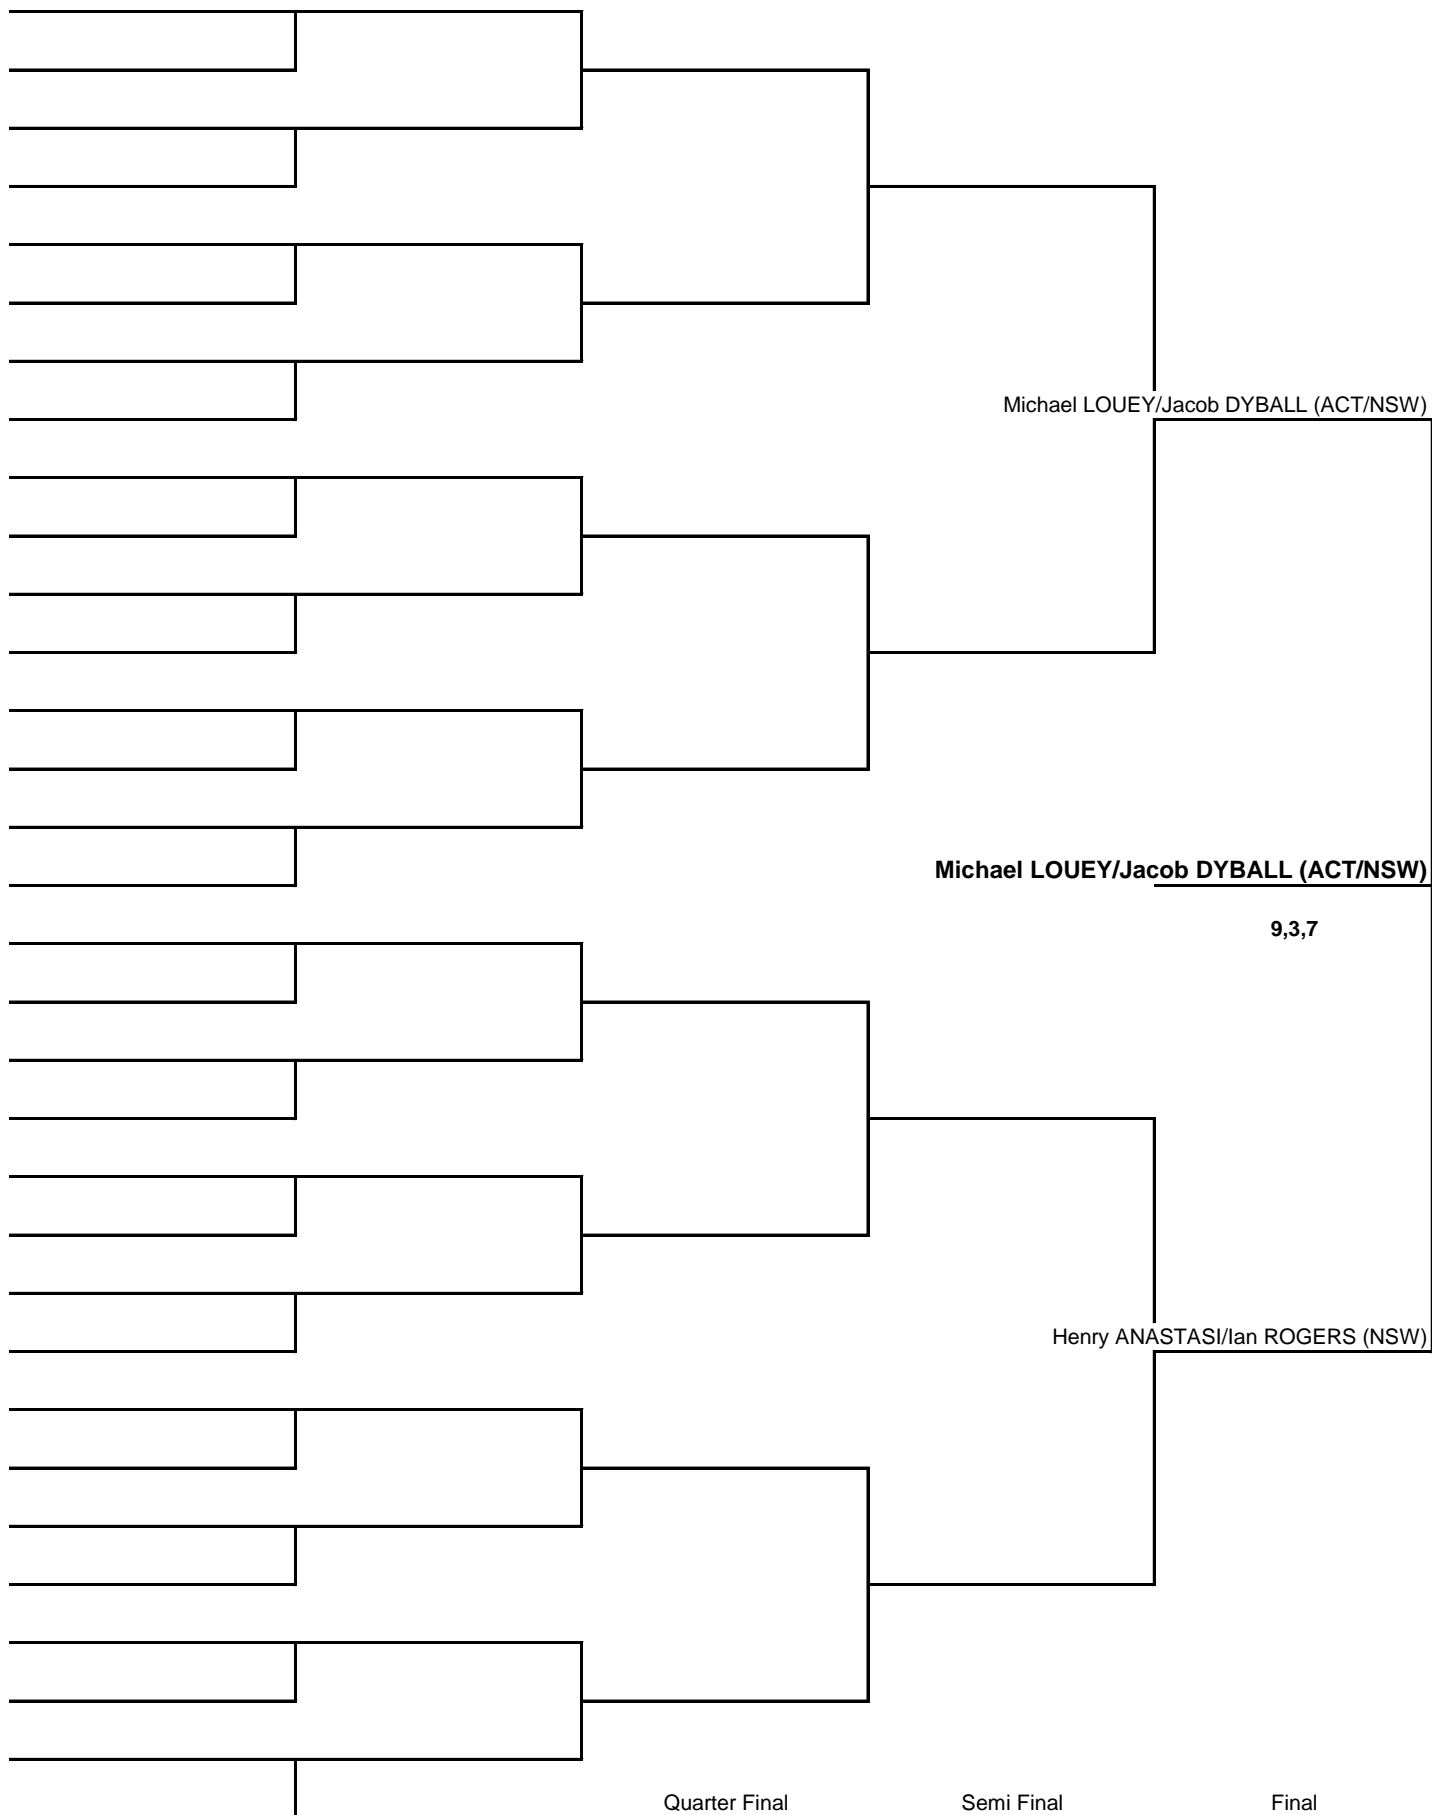 Michael LOUEY/Jacob DYBALL (ACT/NSW)
Michael LOUEY/Jacob DYBALL (ACT/NSW)
9,3,7
Henry ANASTASI/Ian ROGERS (NSW)
Quarter Final Semi Final Final